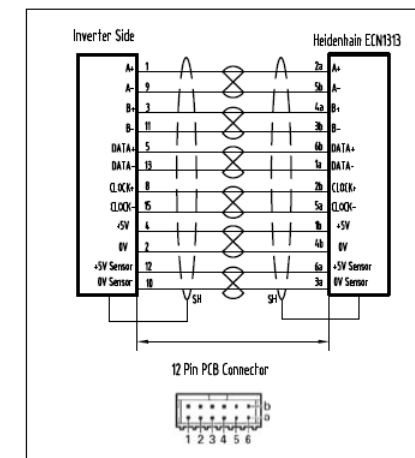 Inverter Side
Heidenhain ECN1313
A+ 1 2a A+
A- 9 5b A-
B+ 3 4a B+
B- 11 3b B-
DATA+ 5 6b DATA+
DATA- 13 1a DATA-
CLOCK+ 8 2b CLOCK+
CLOCK- 15 5a CLOCK-
+5V 4 1b +5V
0V 2 4b 0V
+5V Sensor 12 6a +5V Sensor
0V Sensor 10 3a 0V Sensor
SH SH
12 Pin PCB Connector
b
a
1 2 3 4 5 6